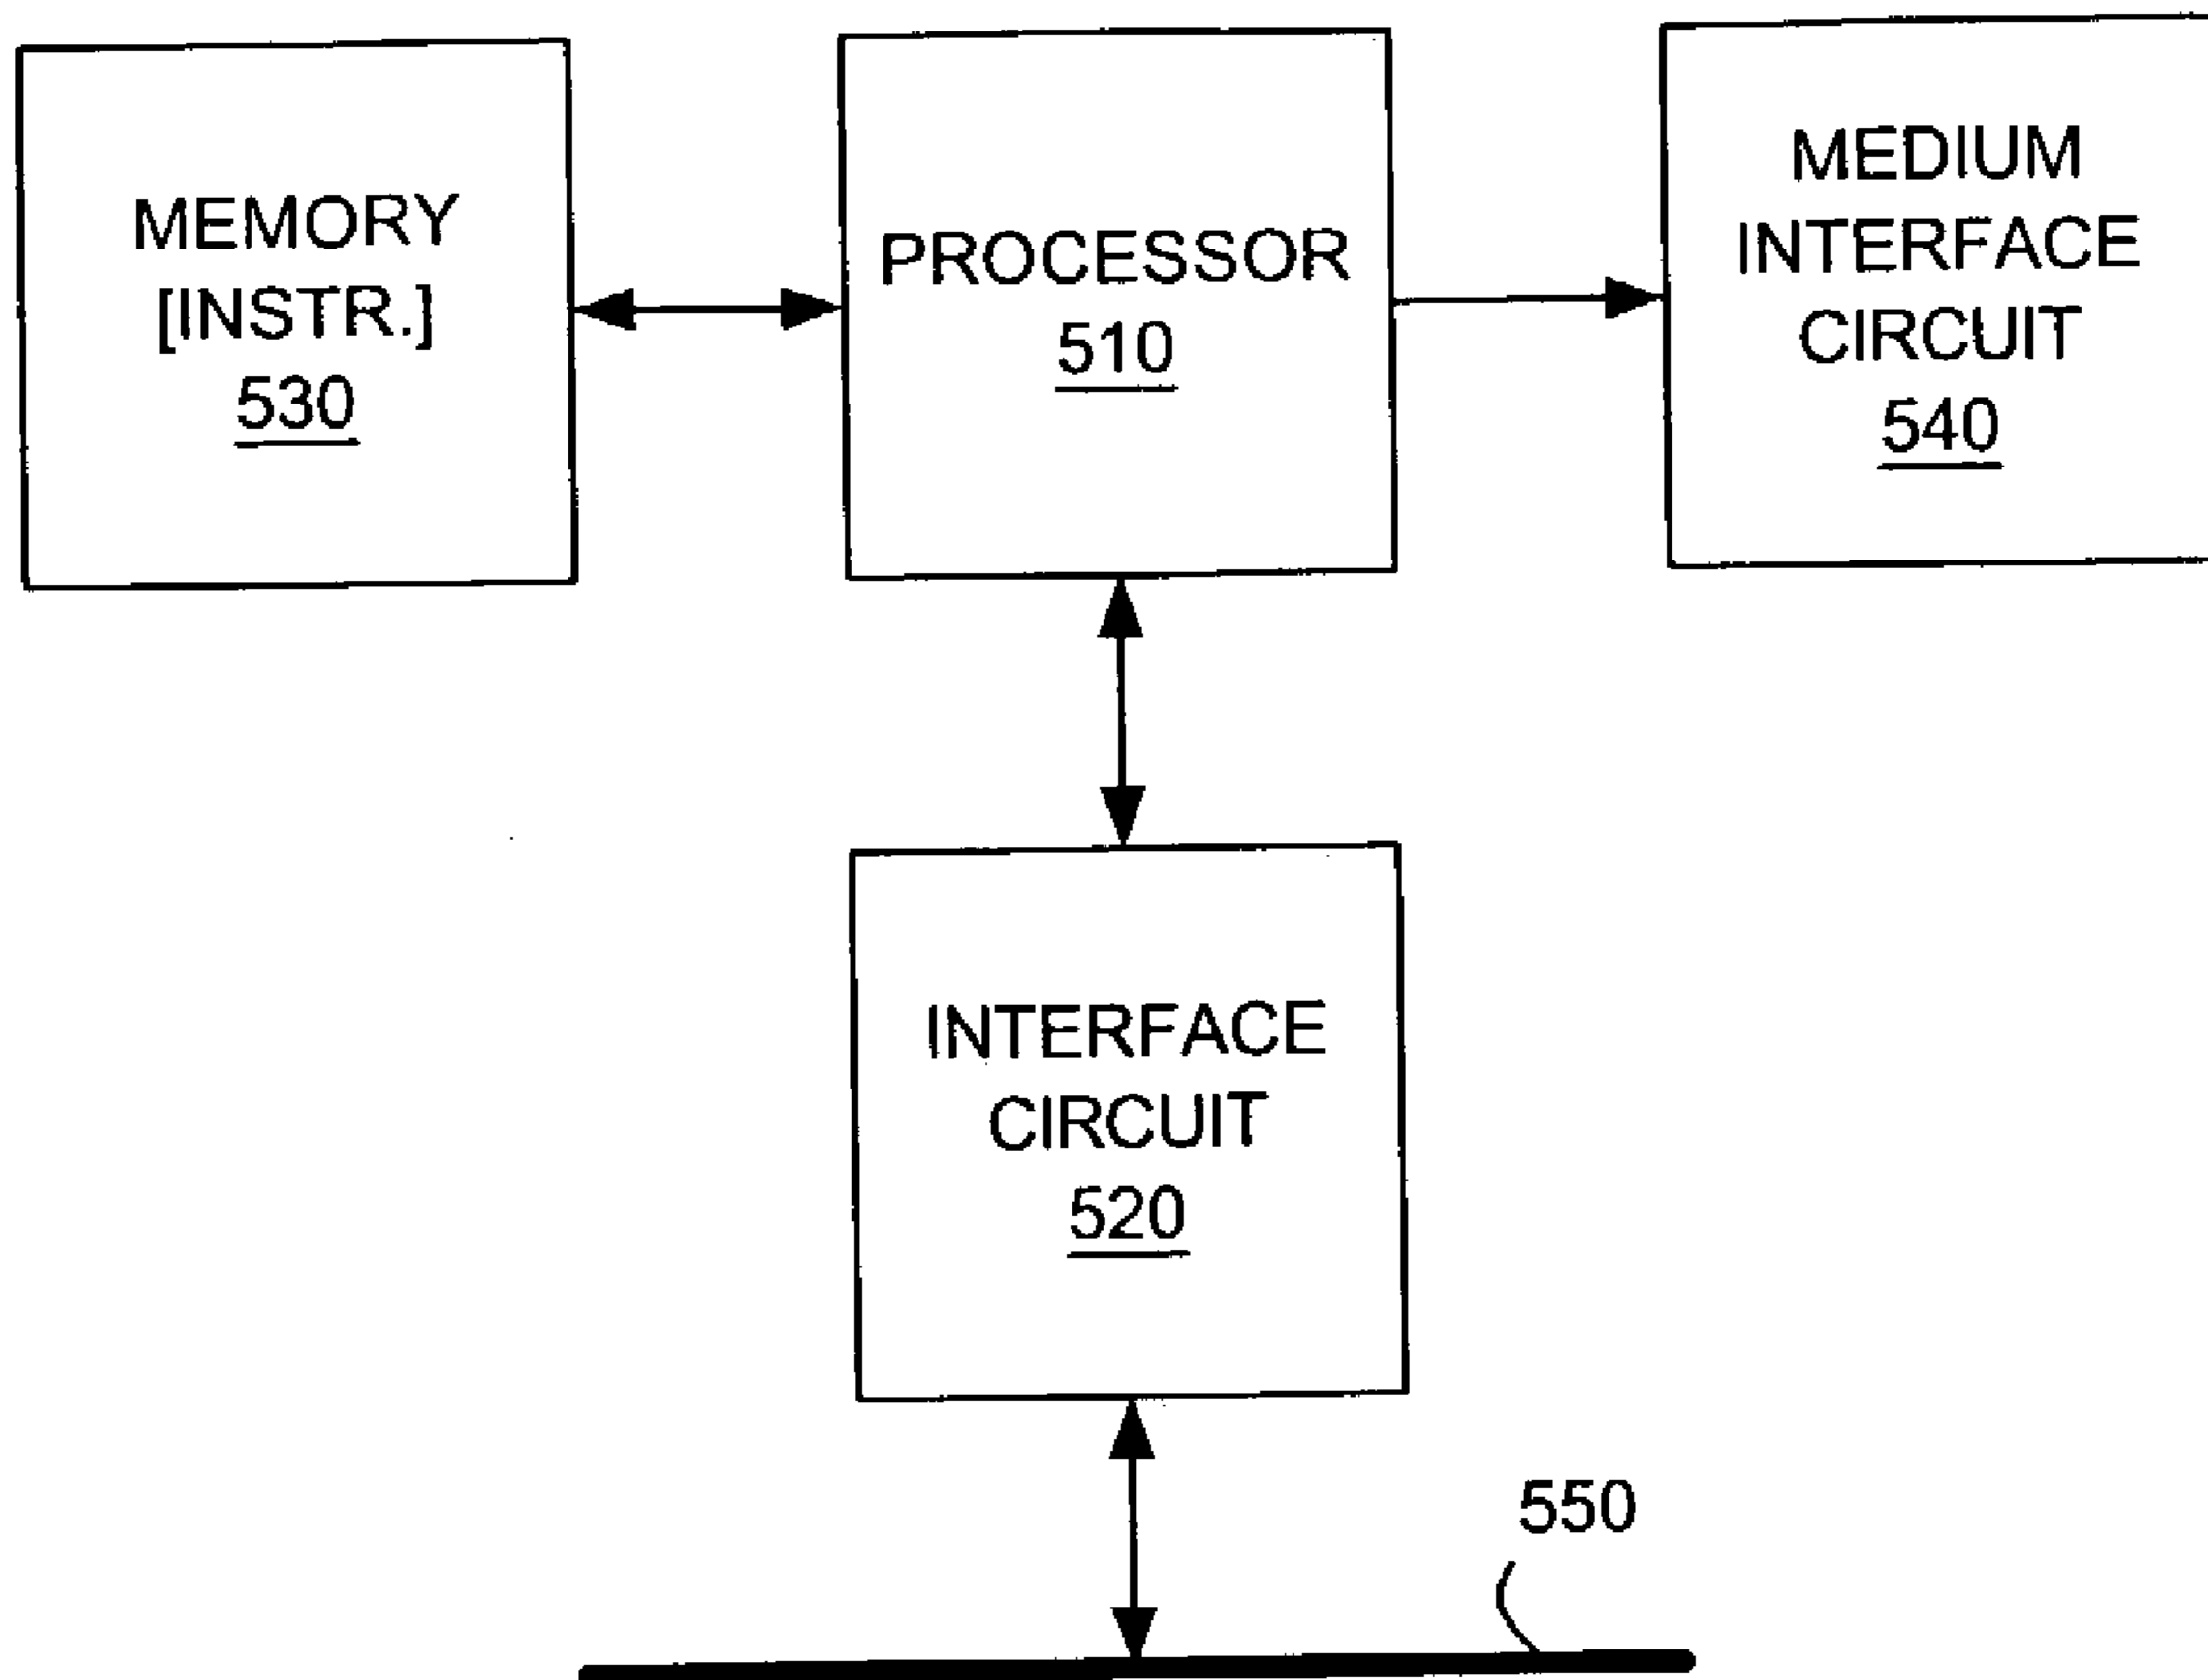 MEMORY
[INSTR.]
530
PROCESSOR
510
MEDIUM
INTERFACE
CIRCUIT
540
INTERFACE
CIRCUIT
520
550